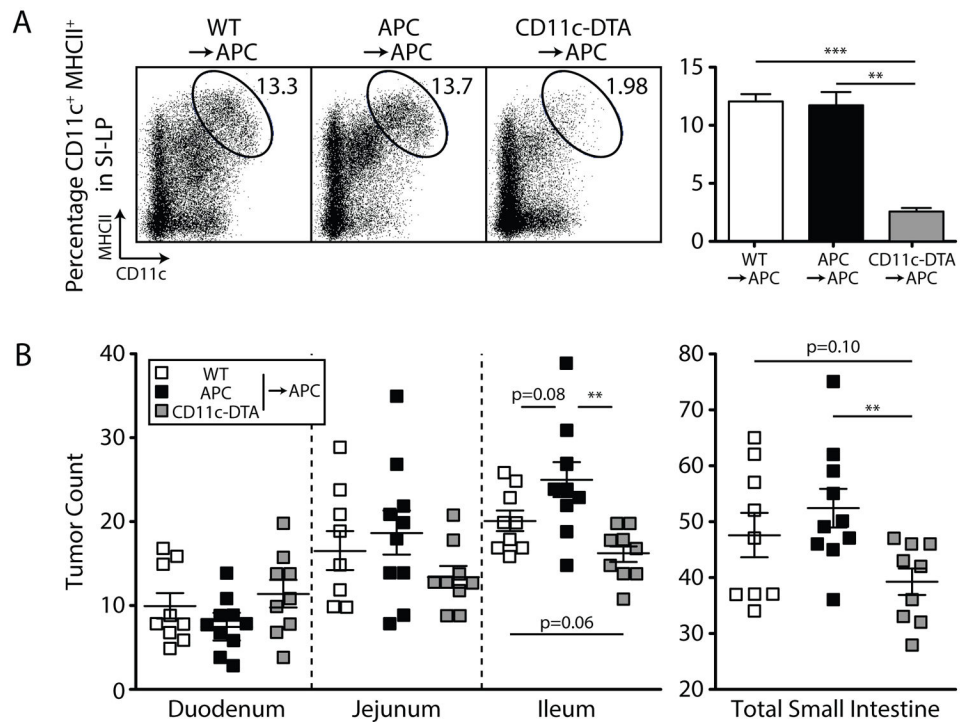 A
WT
→APC
APC
→APC
CD11c-DTA
→APC
Percentage CD11c⁺ MHCII⁺
in SI-LP
13.3
13.7
1.98
MHCII
CD11c
***
**
15
10
5
0
WT
→APC
APC
→APC
CD11c-DTA
→APC
B
Tumor Count
40
30
20
10
0
WT
APC
CD11c-DTA
→APC
p=0.08
**
p=0.06
Duodenum
Jejunum
Ileum
80
70
60
50
40
30
20
p=0.10
**
Total Small Intestine